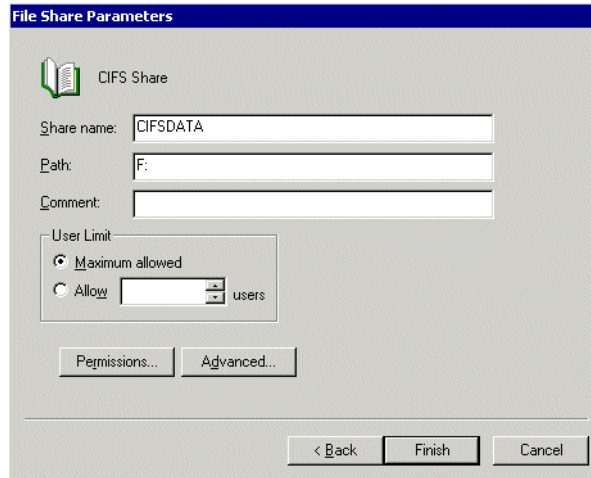 File Share Parameters
CIFS Share
Share name: CIFSDATA
Path: F:
Comment:
User Limit
Maximum allowed
Allow users
Permissions... Advanced...
< Back Finish Cancel